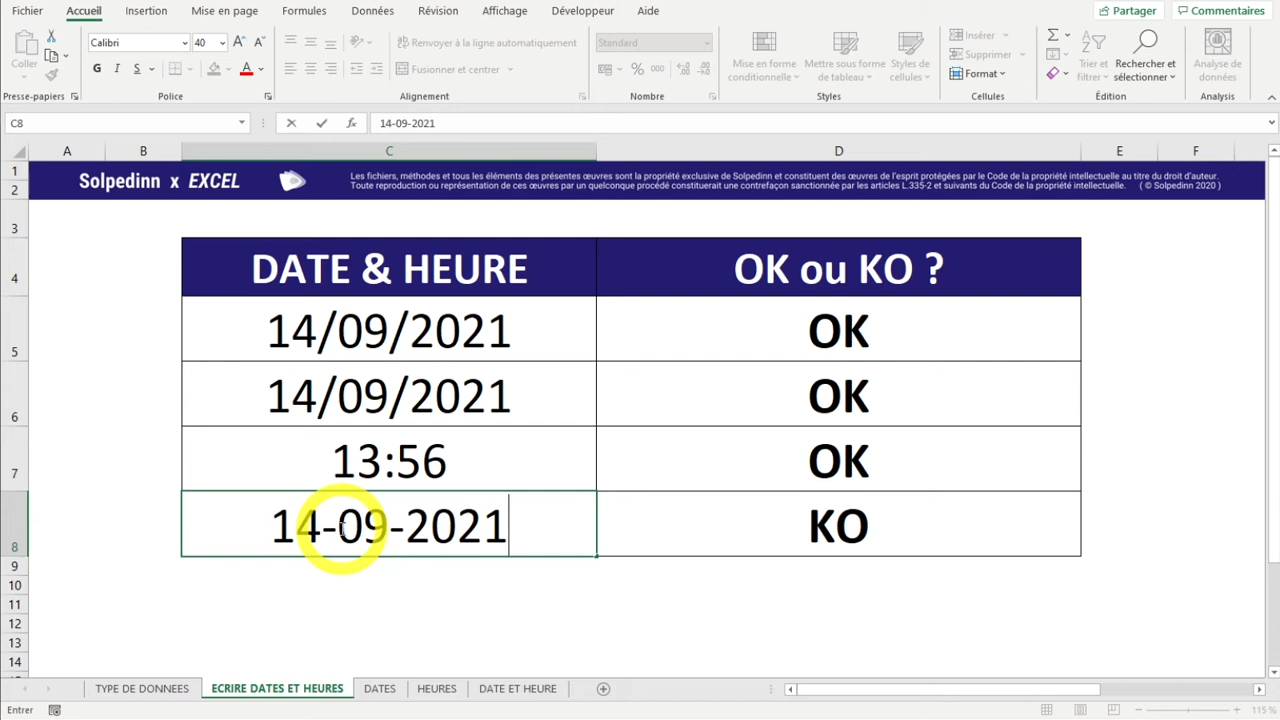 Fichier Accueil Insertion Mise en page Formules Données Révision Affichage Développeur Aide Partager Commentaires
Coller
Presse-papiers
Calibri 40
G I S A
Police
Renvoyer à la ligne automatiquement
Fusionner et centrer
Alignement
Standard
% 000
Nombre
Mise en forme conditionnelle
Mettre sous forme de tableau
Styles de cellules
Styles
Insérer
Supprimer
Format
Cellules
Trier et filtrer
Rechercher et sélectionner
Édition
Analyse de données
Analysis
C8 fx 14-09-2021
A B C D E F
1
2
3
4
5
6
7
8
9
10
11
12
13
14
Solpedinn x EXCEL
Les fichiers, méthodes et tous les éléments des présentes œuvres sont la propriété exclusive de Solpedinn et constituent des œuvres de l'esprit protégées par le Code de la propriété intellectuelle au titre du droit d'auteur.
Toute reproduction ou représentation de ces œuvres par un quelconque procédé constituerait une contrefaçon sanctionnée par les articles L.335-2 et suivants du Code de la propriété intellectuelle. ( © Solpedinn 2020 )
DATE & HEURE OK ou KO ?
14/09/2021 OK
14/09/2021 OK
13:56 OK
14-09-2021 KO
TYPE DE DONNEES ECRIRE DATES ET HEURES DATES HEURES DATE ET HEURE
Entrer 115 %